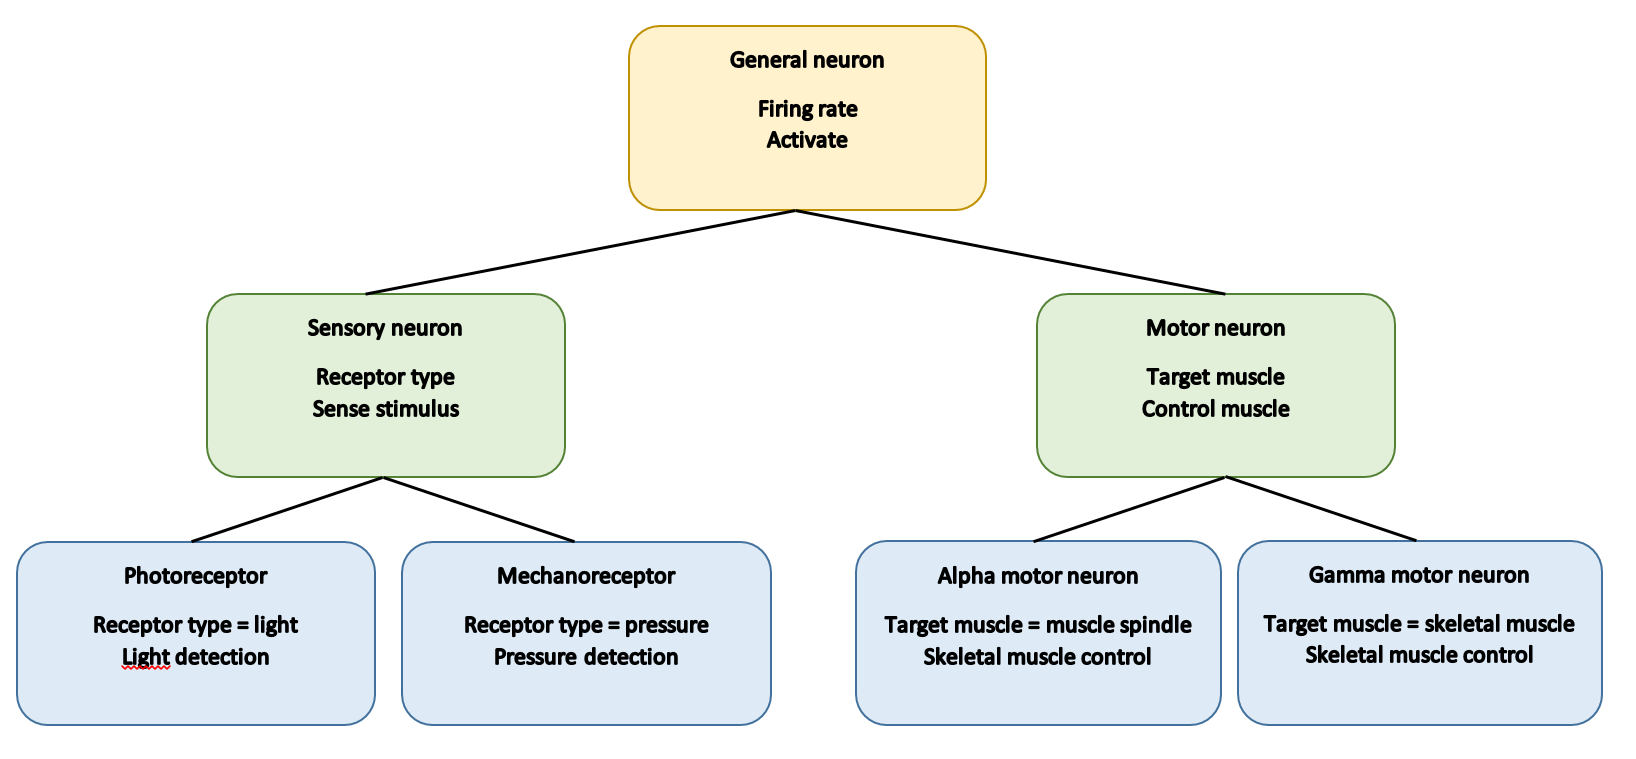 General neuron
Firing rate
Activate
Sensory neuron
Receptor type
Sense stimulus
Motor neuron
Target muscle
Control muscle
Photoreceptor
Receptor type = light
Light detection
Mechanoreceptor
Receptor type = pressure
Pressure detection
Alpha motor neuron
Target muscle = muscle spindle
Skeletal muscle control
Gamma motor neuron
Target muscle = skeletal muscle
Skeletal muscle control